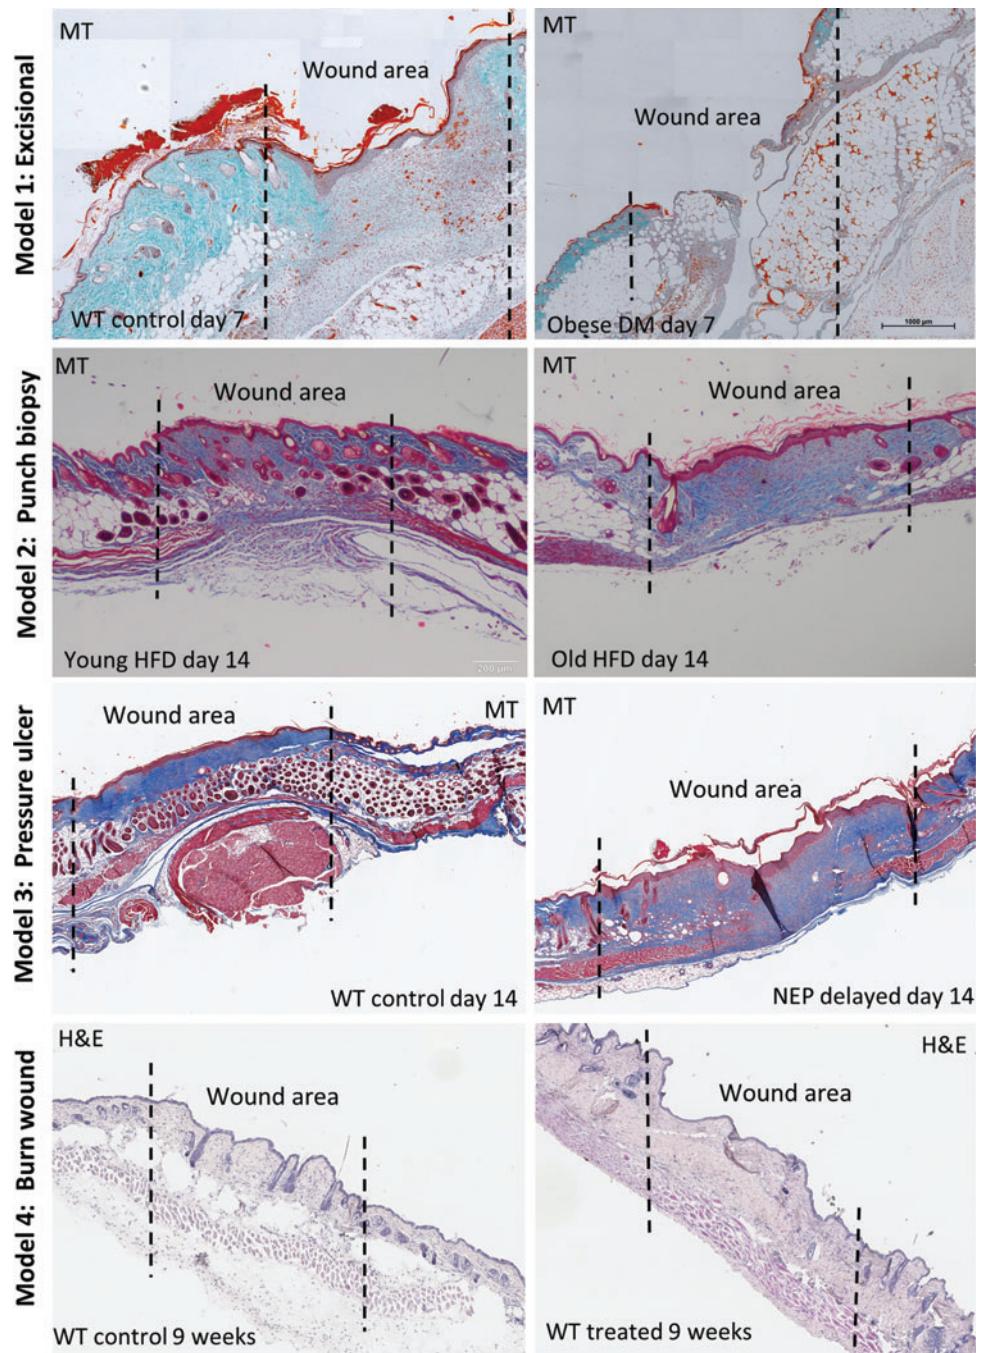 Model 1: Excisional
MT
Wound area
WT control day 7
MT
Wound area
Obese DM day 7
1000 µm
Model 2: Punch biopsy
MT
Wound area
Young HFD day 14
200 µm
MT
Wound area
Old HFD day 14
Model 3: Pressure ulcer
Wound area
MT
WT control day 14
MT
Wound area
NEP delayed day 14
Model 4: Burn wound
H&E
Wound area
WT control 9 weeks
H&E
Wound area
WT treated 9 weeks